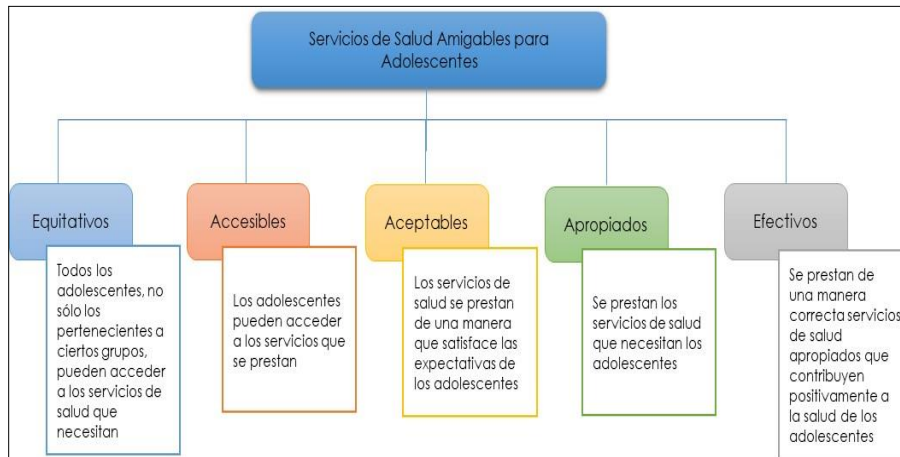 Servicios de Salud Amigables para
Adolescentes
Equitativos
Todos los
adolescentes, no
sólo los
pertenecientes a
ciertos grupos,
pueden acceder
a los servicios de
salud que
necesitan
Accesibles
Los adolescentes
pueden acceder
a los servicios que
se prestan
Aceptables
Los servicios de
salud se prestan
de una manera
que satisface las
expectativas de
los adolescentes
Apropiados
Se prestan los
servicios de salud
que necesitan los
adolescentes
Efectivos
Se prestan de
una manera
correcta servicios
de salud
apropiados que
contribuyen
positivamente a
la salud de los
adolescentes